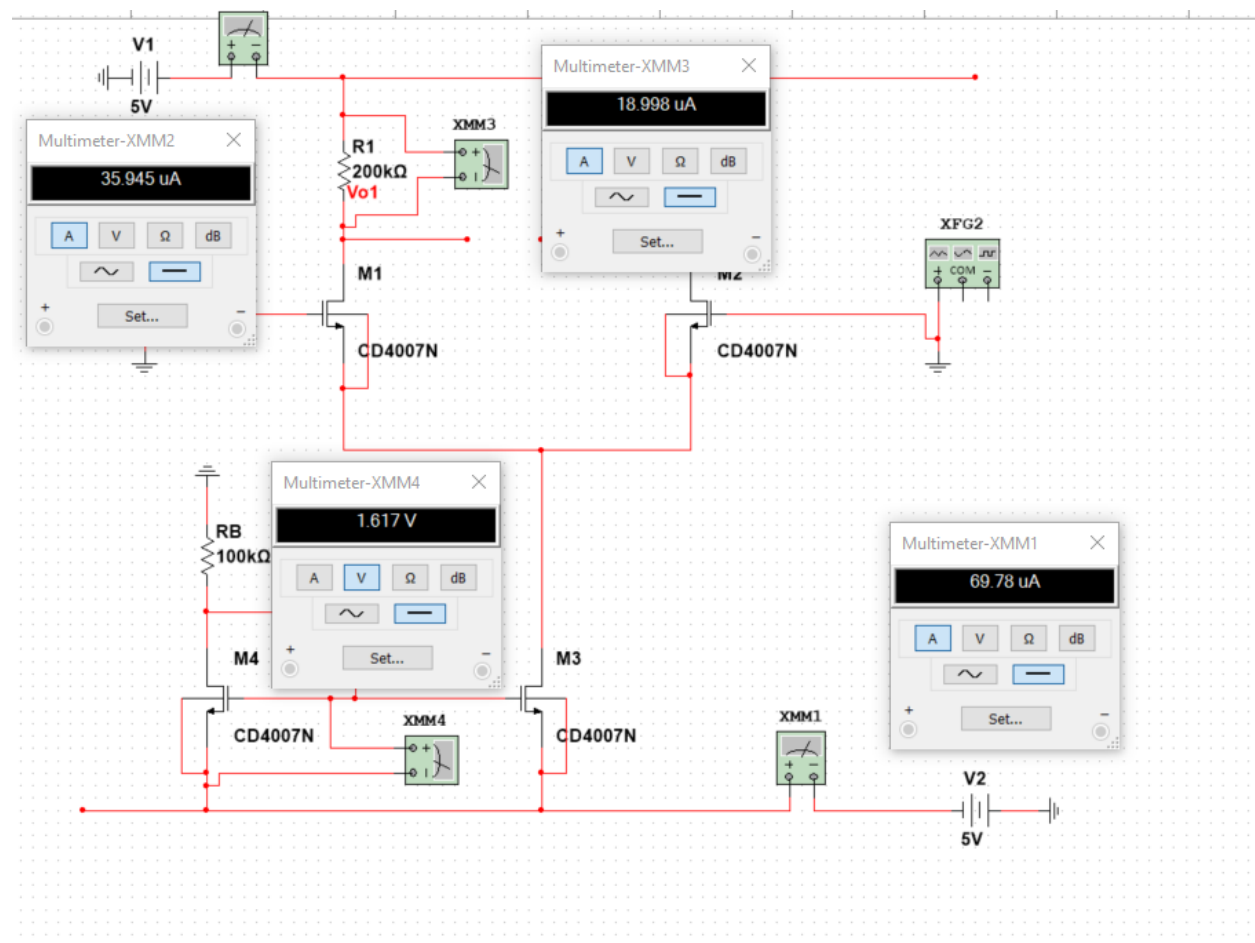 V1
5V
Multimeter-XMM3
18.998 uA
A V Ω dB
+ Set... −
Multimeter-XMM2
35.945 uA
A V Ω dB
+ Set... −
XMM3
R1
200kΩ
Vo1
XFG2
COM
M1
CD4007N
M2
CD4007N
Multimeter-XMM4
1.617 V
A V Ω dB
+ Set... −
RB
100kΩ
Multimeter-XMM1
69.78 uA
A V Ω dB
+ Set... −
M4
CD4007N
M3
CD4007N
XMM4
XMM1
V2
5V